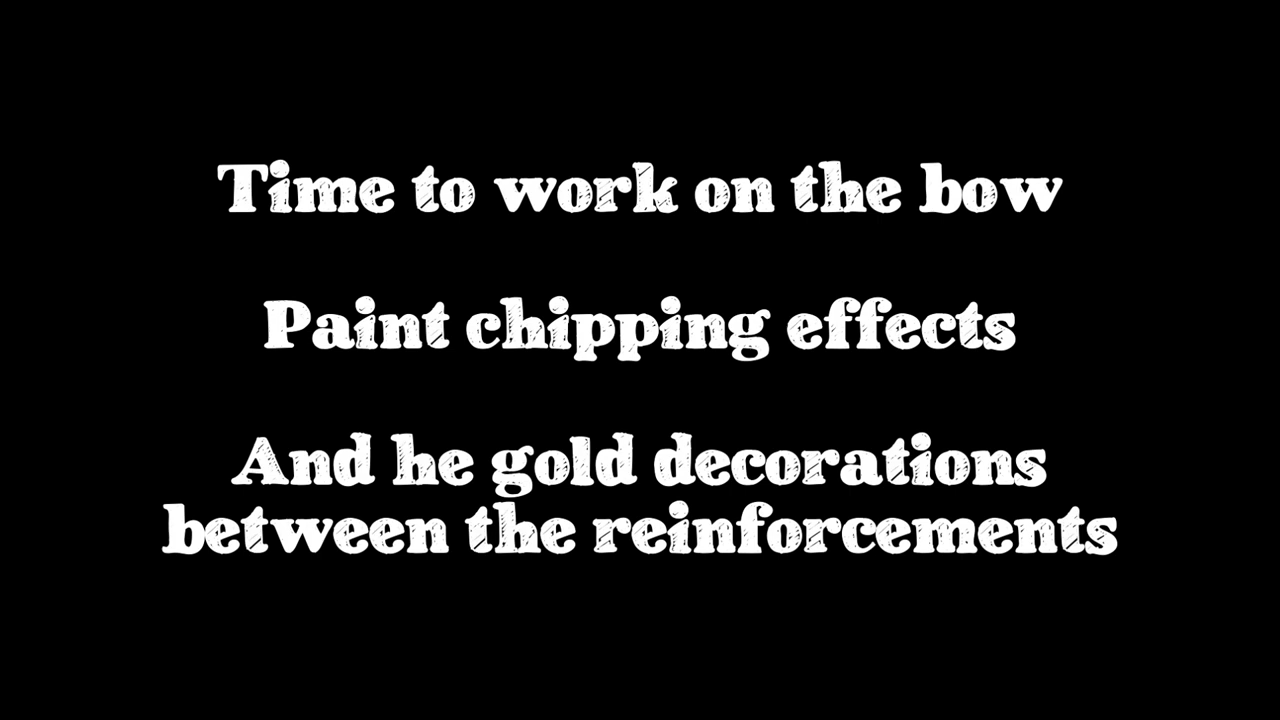 Time to work on the bow
Paint chipping effects
And he gold decorations
between the reinforcements